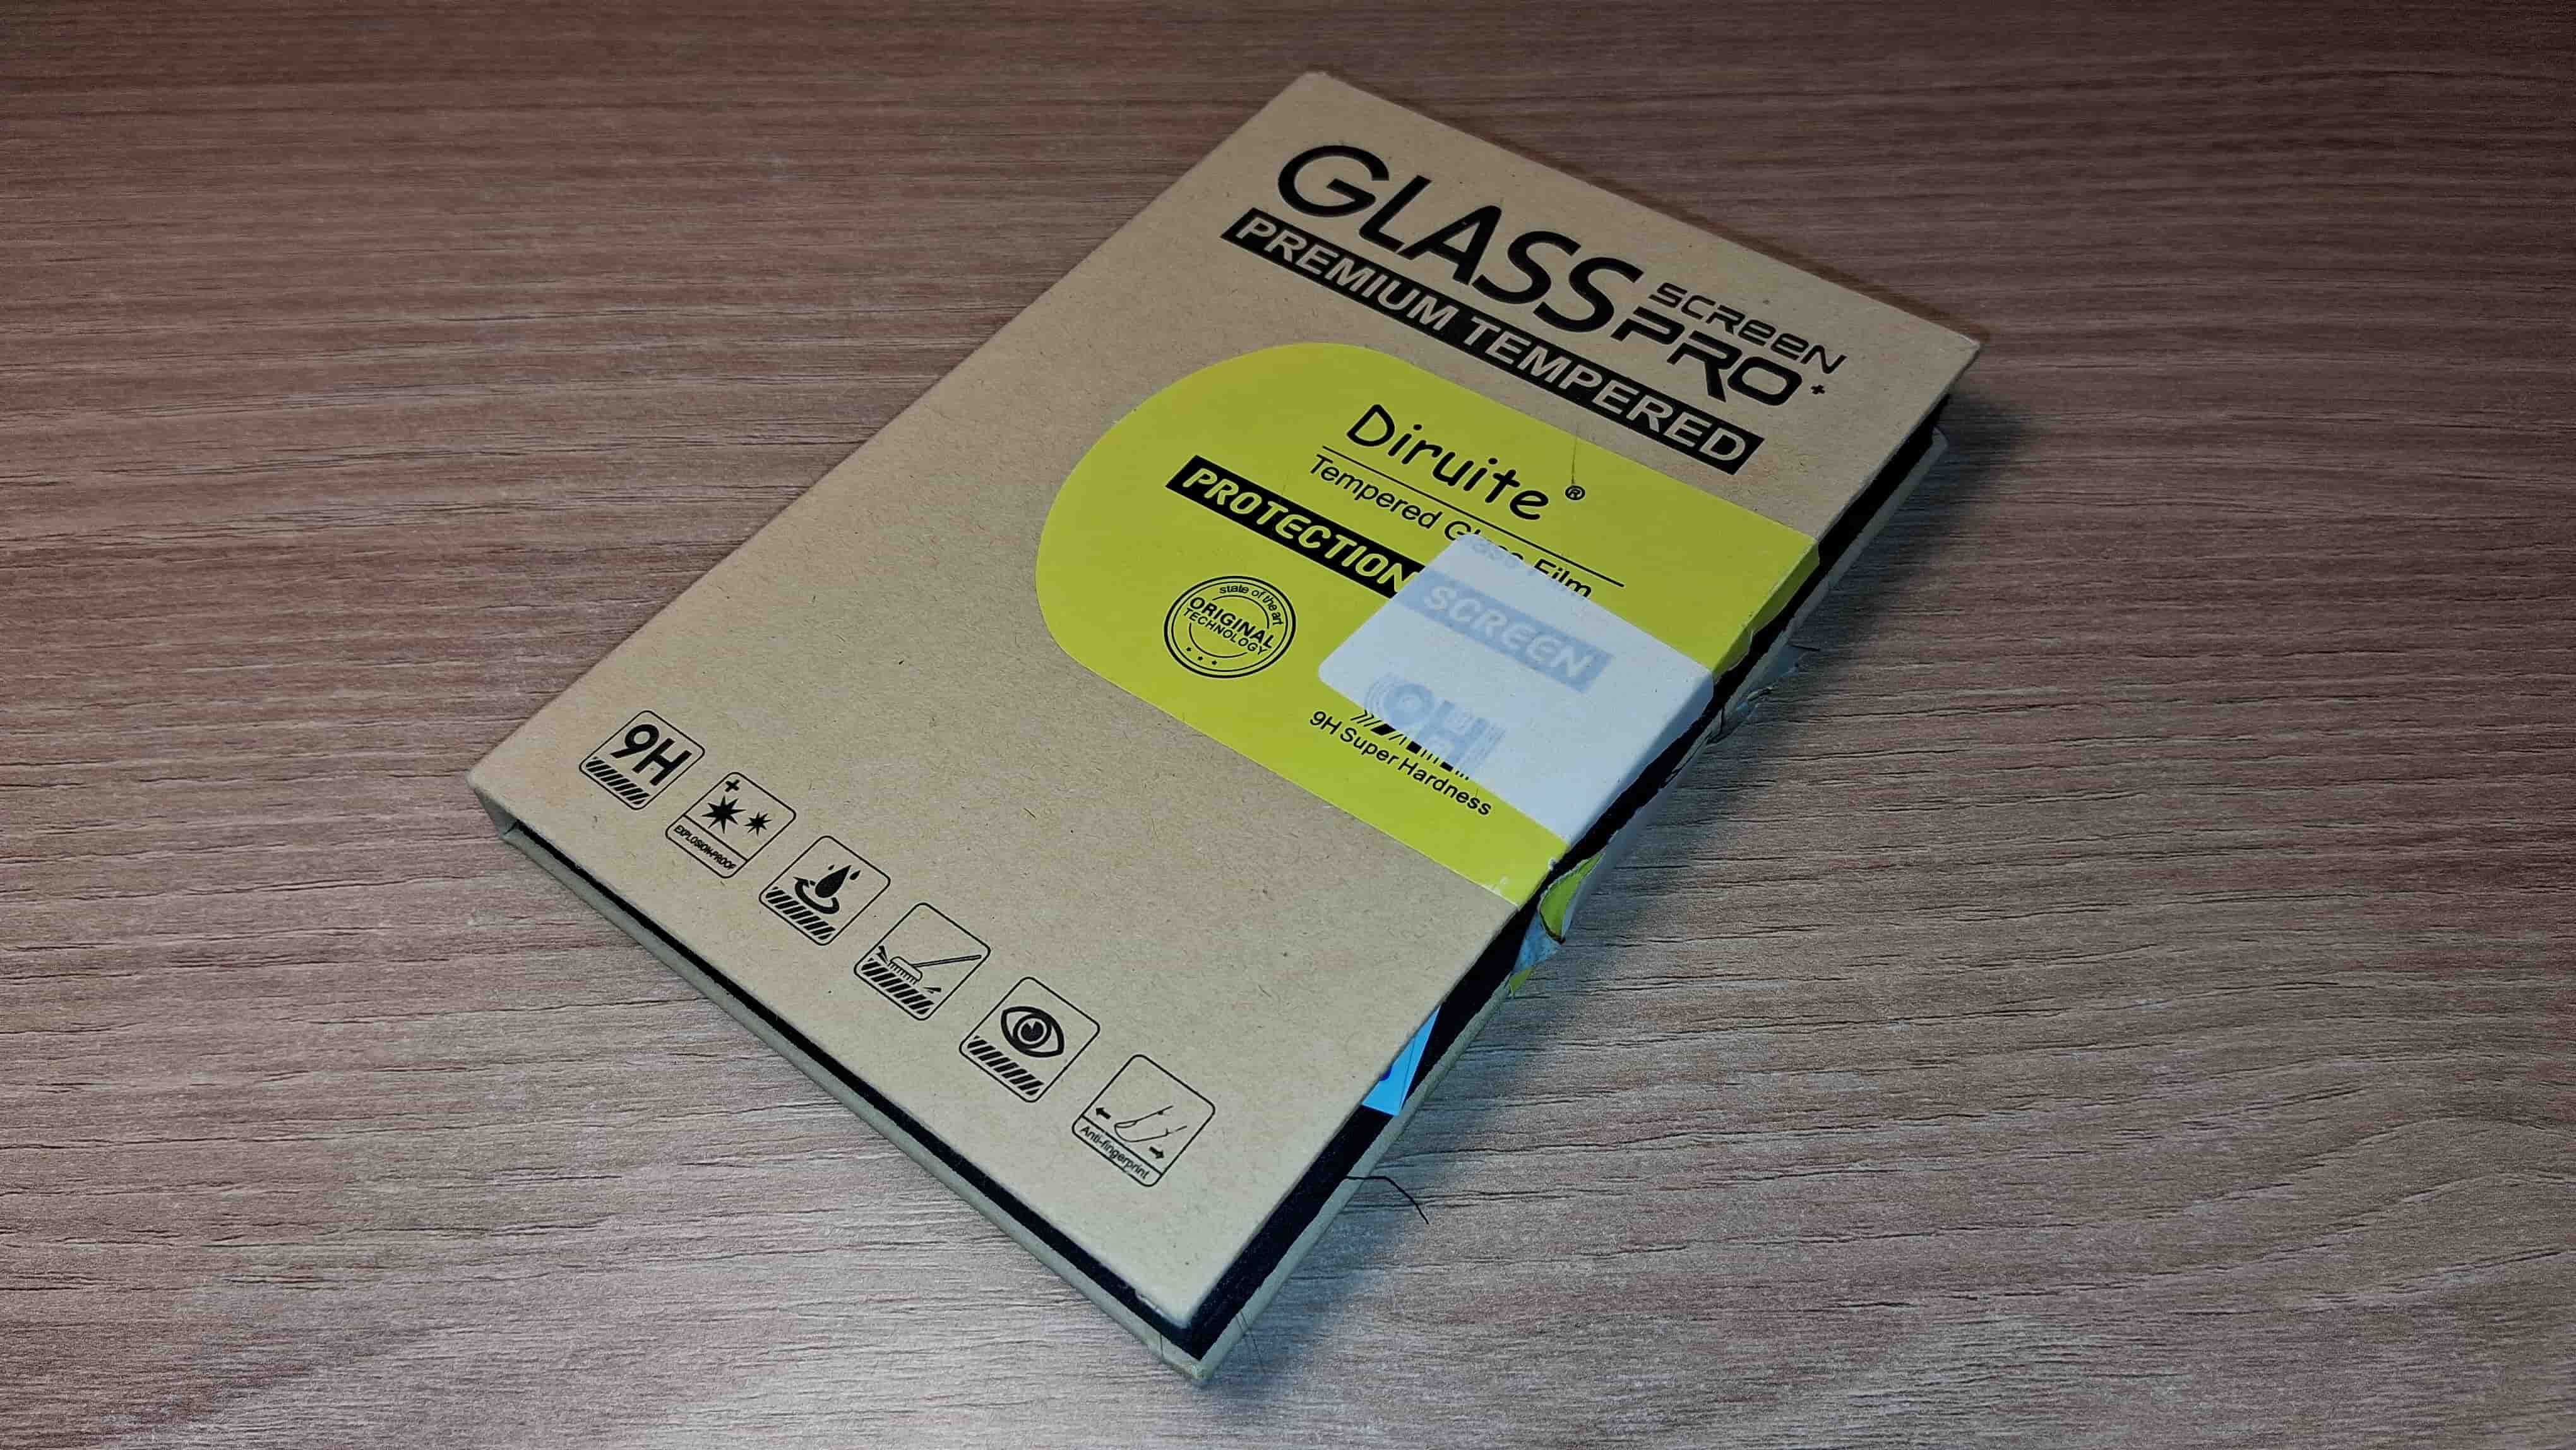 GLASS SCREEN PRO+
PREMIUM TEMPERED
Diruite®
Tempered Glass Film
PROTECTION SCREEN
state of the art
ORIGINAL
TECHNOLOGY
9H
9H Super Hardness
9H
EXPLOSION-PROOF
Anti-fingerprint